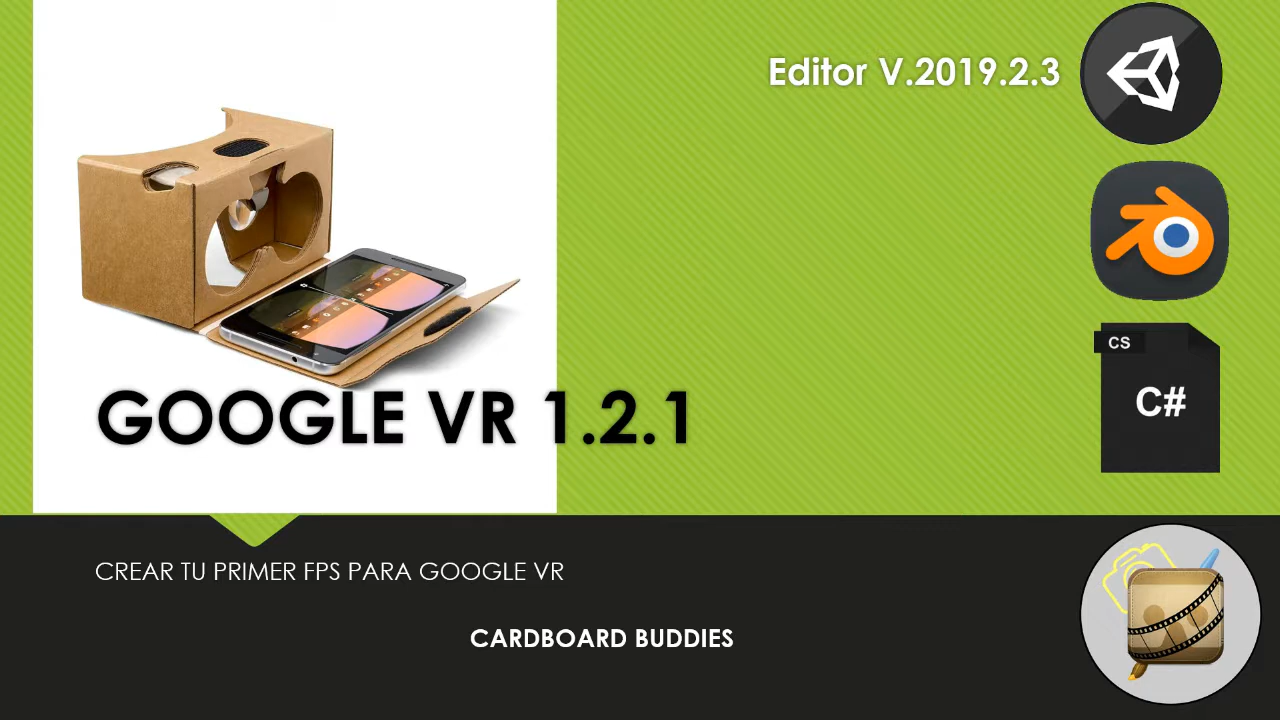 Editor V.2019.2.3
CS
C#
GOOGLE VR 1.2.1
CREAR TU PRIMER FPS PARA GOOGLE VR
CARDBOARD BUDDIES